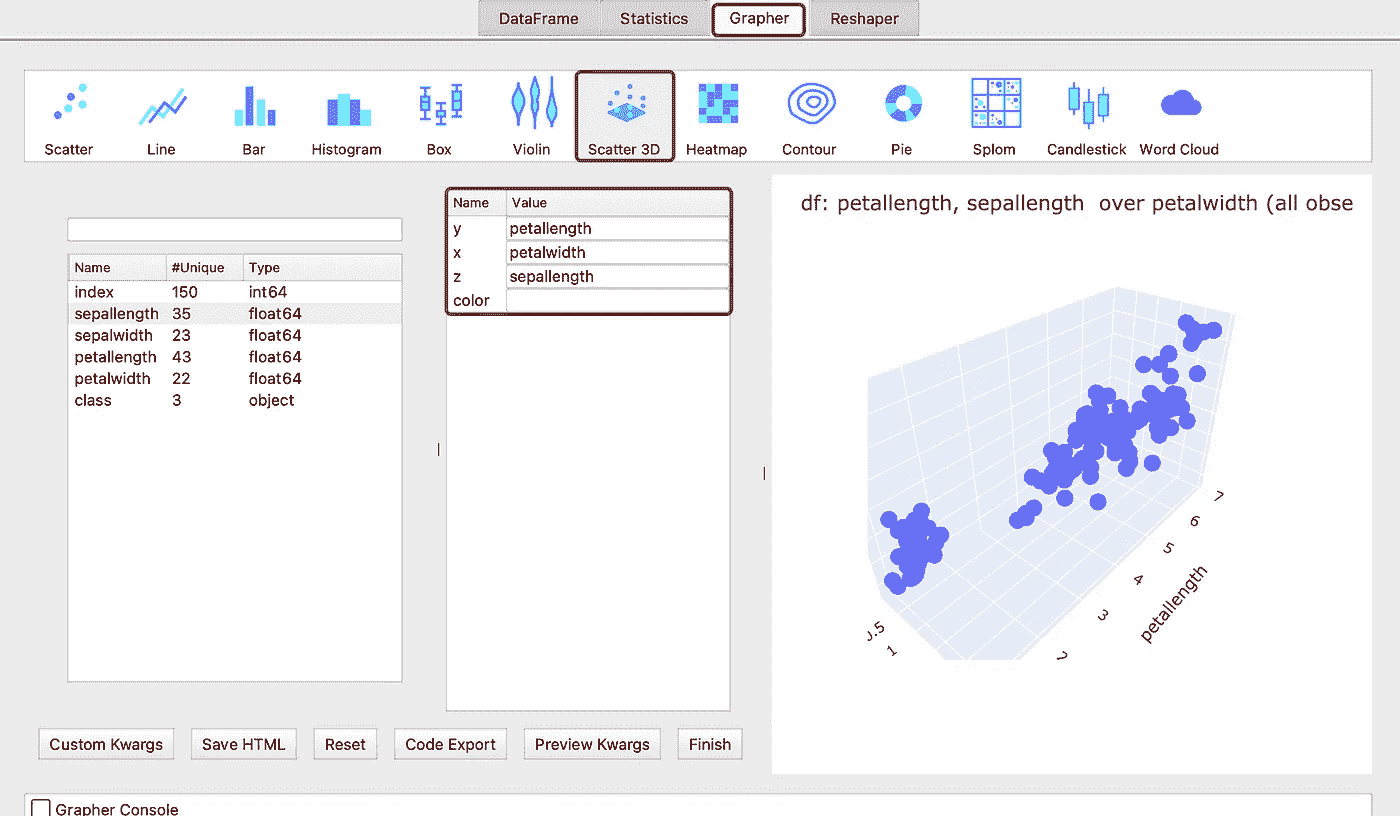 DataFrame Statistics Grapher Reshaper
Scatter Line Bar Histogram Box Violin Scatter 3D Heatmap Contour Pie Splom Candlestick Word Cloud
Name #Unique Type
index 150 int64
sepallength 35 float64
sepalwidth 23 float64
petallength 43 float64
petalwidth 22 float64
class 3 object
Name Value
y petallength
x petalwidth
z sepallength
color
df: petallength, sepallength over petalwidth (all obse
7
6
5
4
3
2
petallength
0.5
1
Custom Kwargs Save HTML Reset Code Export Preview Kwargs Finish
Grapher Console